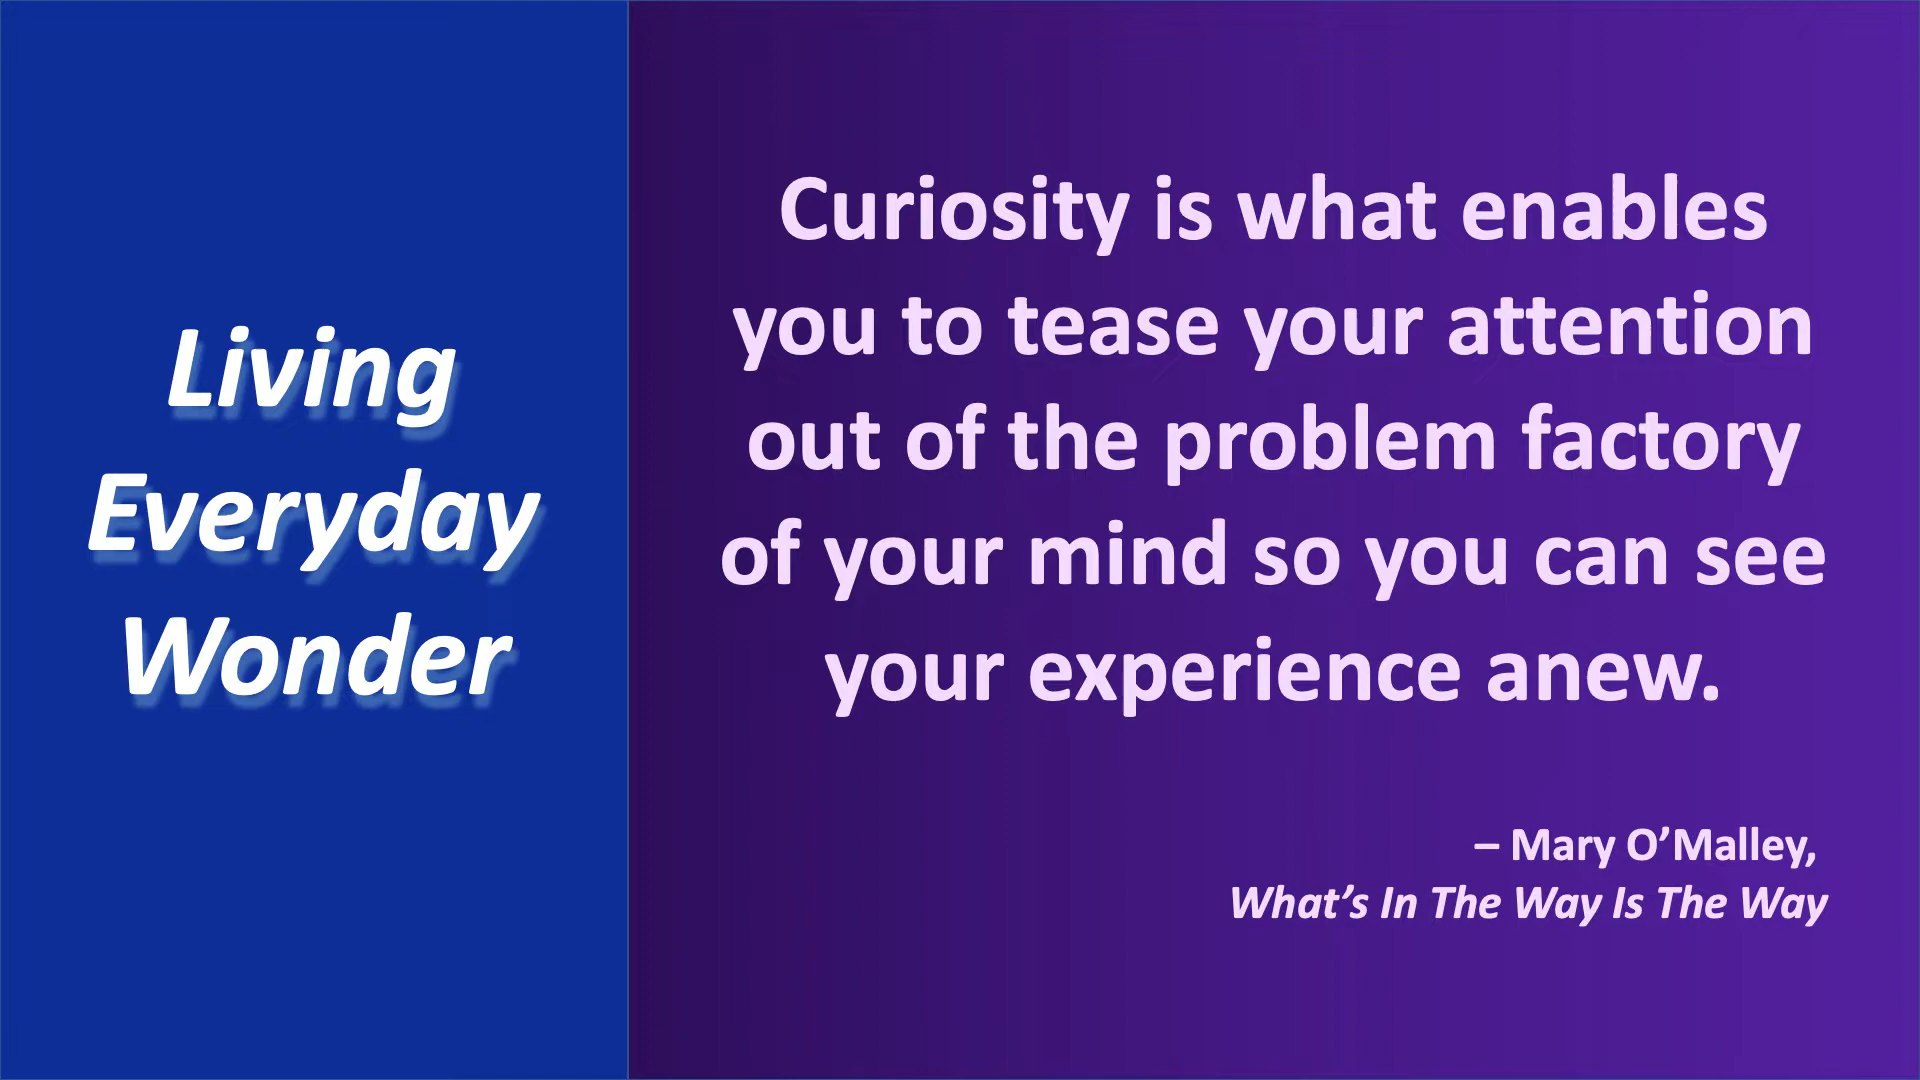 Living
Everyday
Wonder
Curiosity is what enables
you to tease your attention
out of the problem factory
of your mind so you can see
your experience anew.
– Mary O’Malley,
What’s In The Way Is The Way